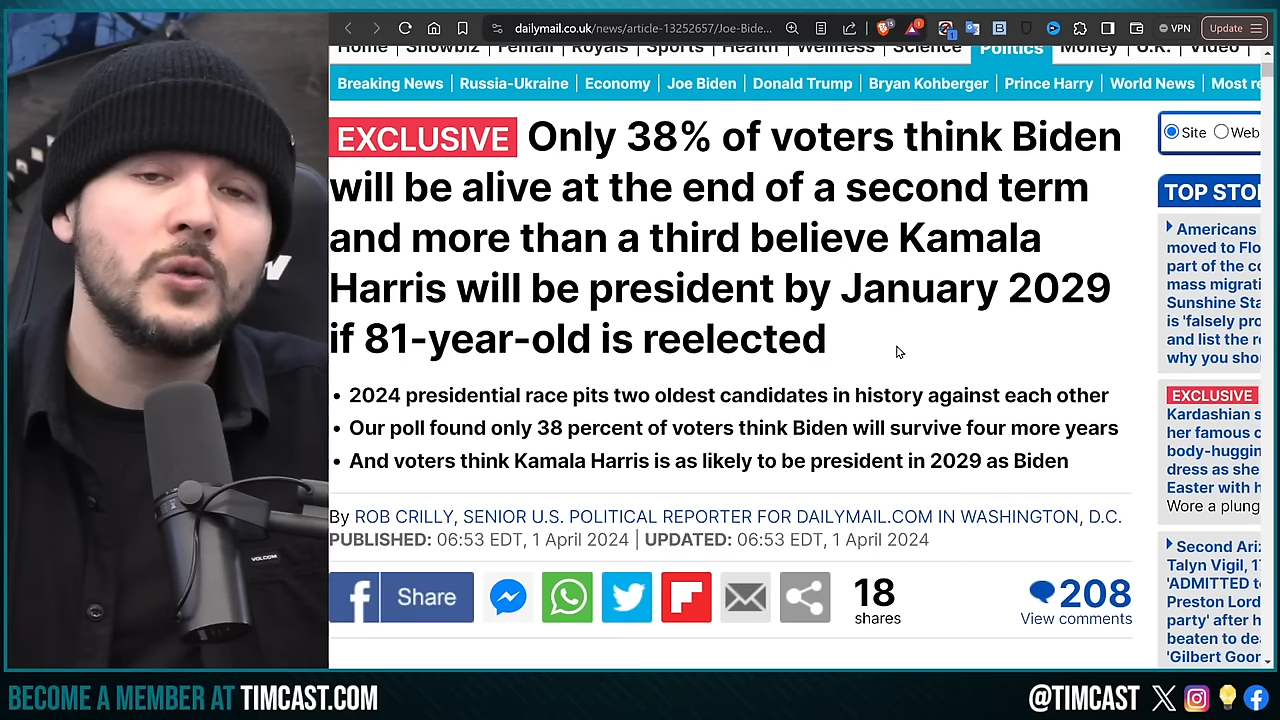 dailymail.co.uk/news/article-13252657/Joe-Bide...
VPN
Update
Home | Showbiz | Femail | Royals | Sports | Health | Wellness | Science | Politics | Money | U.K. | Video
Breaking News | Russia-Ukraine | Economy | Joe Biden | Donald Trump | Bryan Kohberger | Prince Harry | World News | Most re
EXCLUSIVE Only 38% of voters think Biden
will be alive at the end of a second term
and more than a third believe Kamala
Harris will be president by January 2029
if 81-year-old is reelected
• 2024 presidential race pits two oldest candidates in history against each other
• Our poll found only 38 percent of voters think Biden will survive four more years
• And voters think Kamala Harris is as likely to be president in 2029 as Biden
By ROB CRILLY, SENIOR U.S. POLITICAL REPORTER FOR DAILYMAIL.COM IN WASHINGTON, D.C.
PUBLISHED: 06:53 EDT, 1 April 2024 | UPDATED: 06:53 EDT, 1 April 2024
Share
18
shares
208
View comments
Site Web
TOP STO
Americans
moved to Flo
part of the co
mass migrati
Sunshine Sta
is 'falsely pro
and list the r
why you sho
EXCLUSIVE
Kardashian s
her famous c
body-huggin
dress as she
Easter with h
Wore a plung
Second Ariz
Talyn Vigil, 17
'ADMITTED to
Preston Lord
party' after h
beaten to dea
'Gilbert Goon
VOLCOM
BECOME A MEMBER AT TIMCAST.COM
@TIMCAST